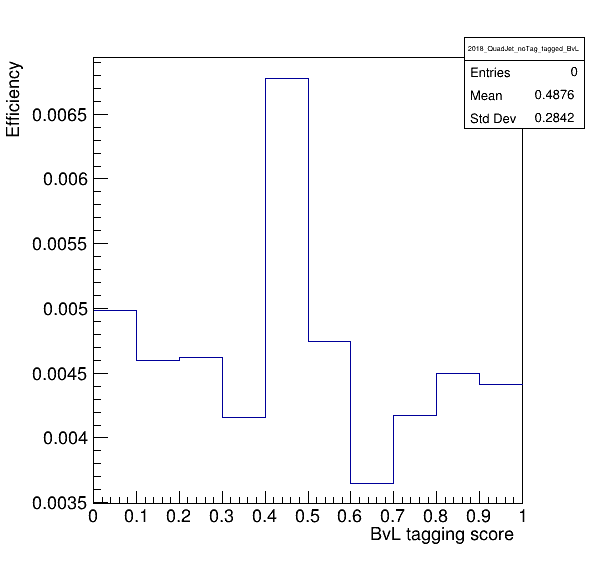 2018_QuadJet_noTag_tagged_BvL
Entries 0
Mean 0.4876
Std Dev 0.2842
Efficiency
0.0065
0.006
0.0055
0.005
0.0045
0.004
0.0035
0 0.1 0.2 0.3 0.4 0.5 0.6 0.7 0.8 0.9 1
BvL tagging score